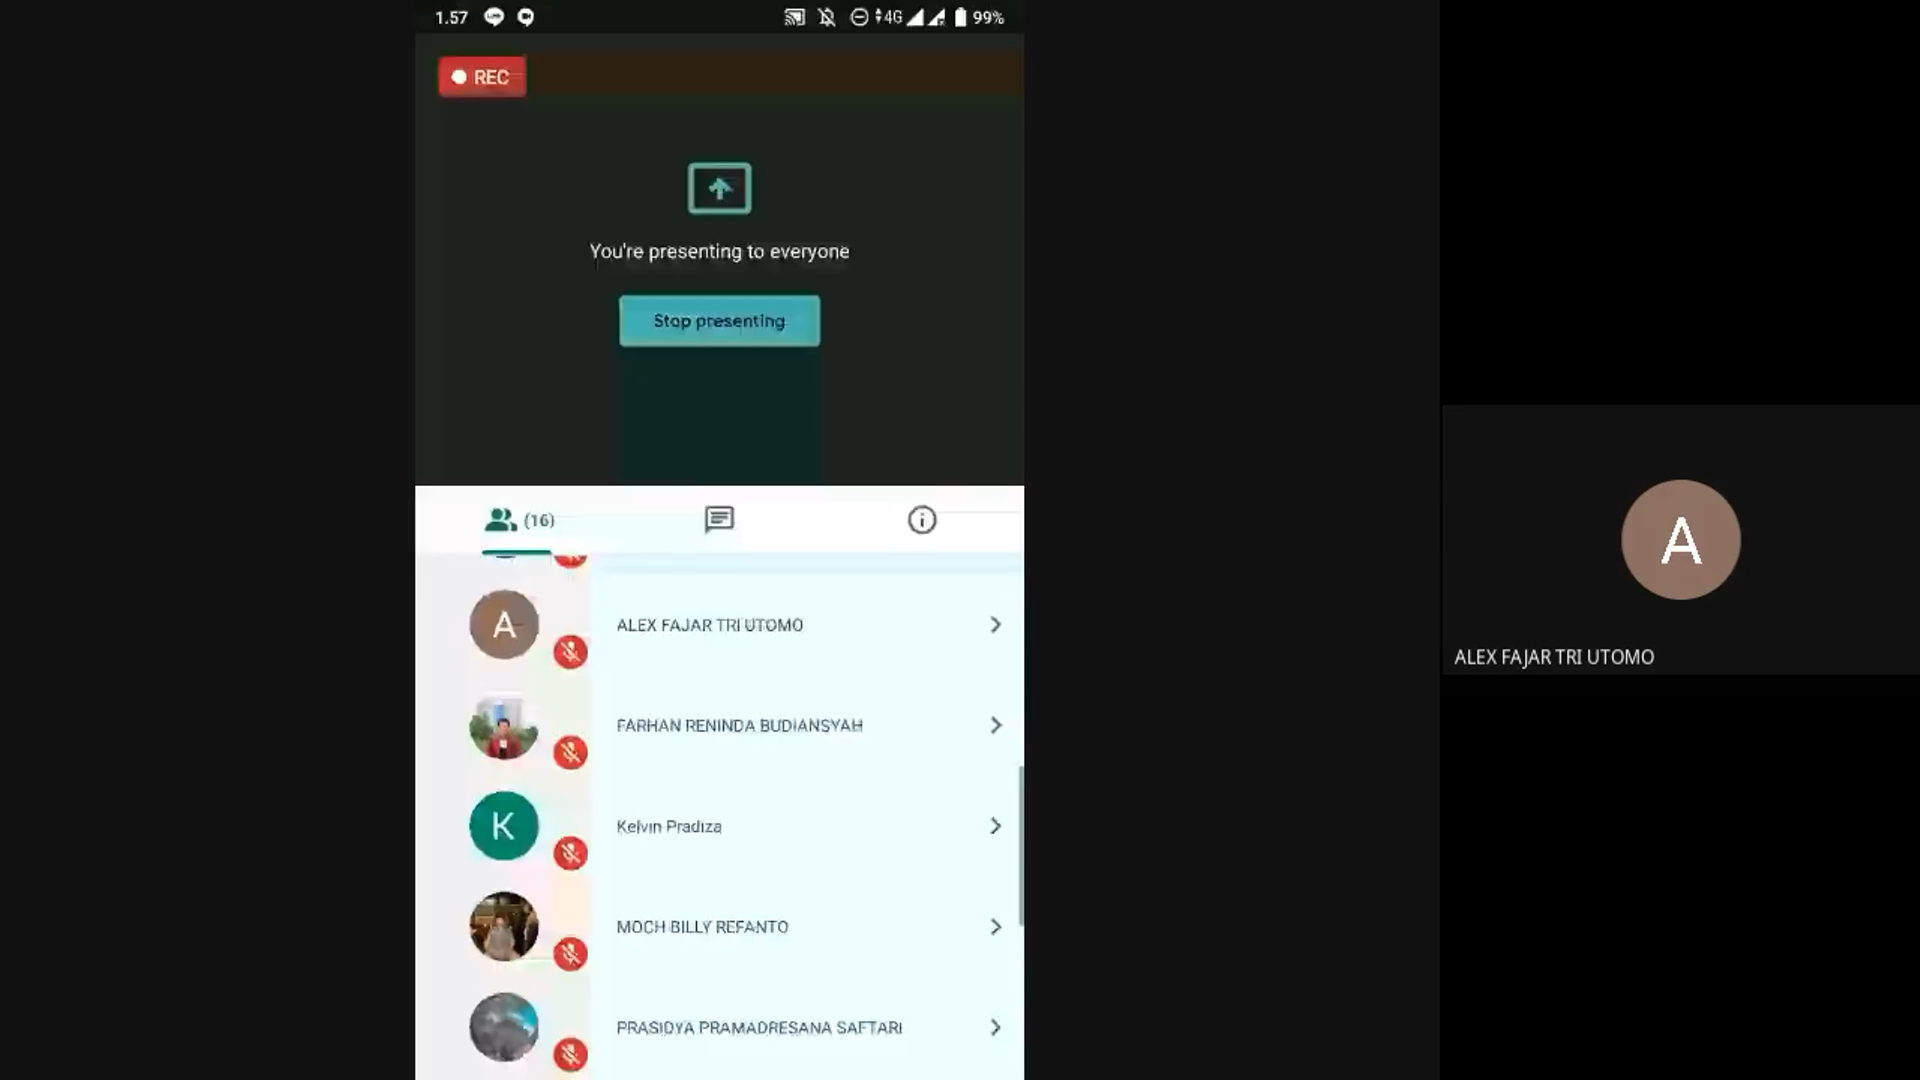 1.57
4G
99%
REC
You're presenting to everyone
Stop presenting
(16)
A
ALEX FAJAR TRI UTOMO
FARHAN RENINDA BUDIANSYAH
K
Kelvin Pradiza
MOCH BILLY REFANTO
PRASIDYA PRAMADRESANA SAFTARI
A
ALEX FAJAR TRI UTOMO